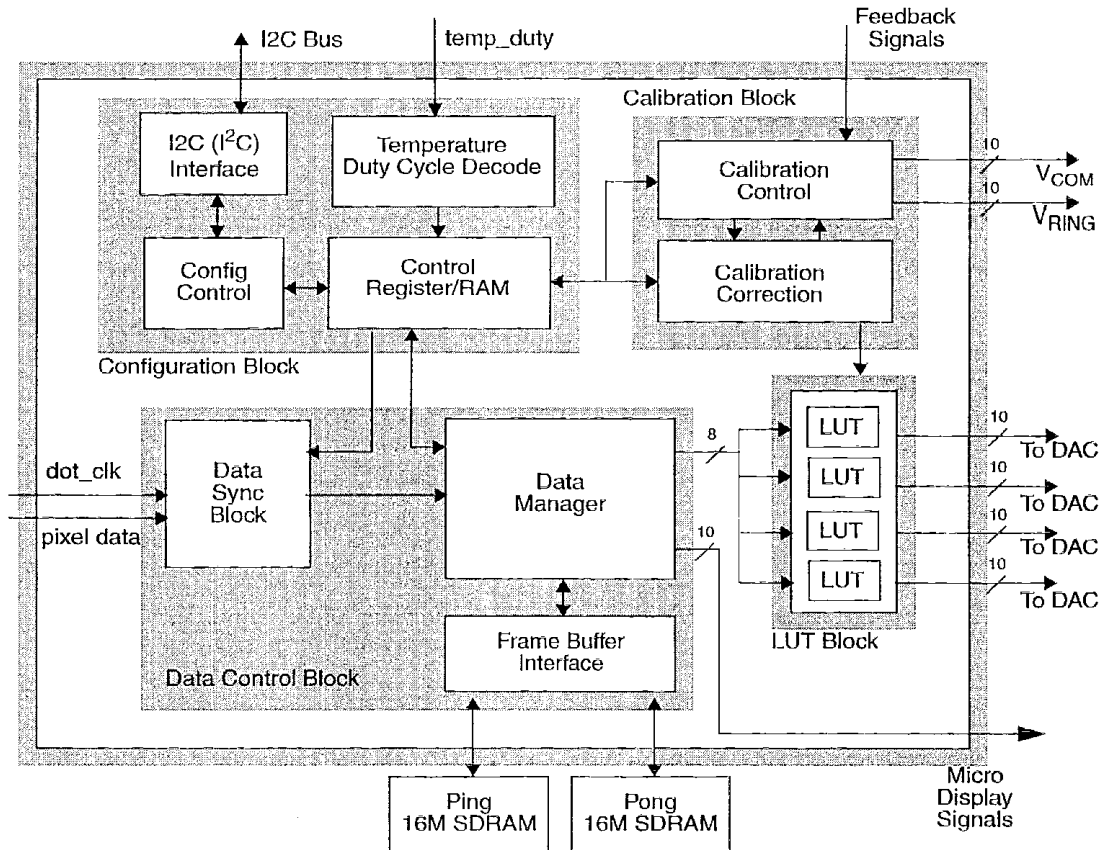 I2C Bus
temp_duty
Feedback
Signals
Calibration Block
I2C (I²C)
Interface
Temperature
Duty Cycle Decode
Calibration
Control
10
V_COM
10
V_RING
Config
Control
Control
Register/RAM
Calibration
Correction
Configuration Block
dot_clk
pixel data
Data
Sync
Block
Data
Manager
8
10
LUT
LUT
LUT
LUT
10
To DAC
10
To DAC
10
To DAC
10
To DAC
LUT Block
Frame Buffer
Interface
Data Control Block
Ping
16M SDRAM
Pong
16M SDRAM
Micro
Display
Signals